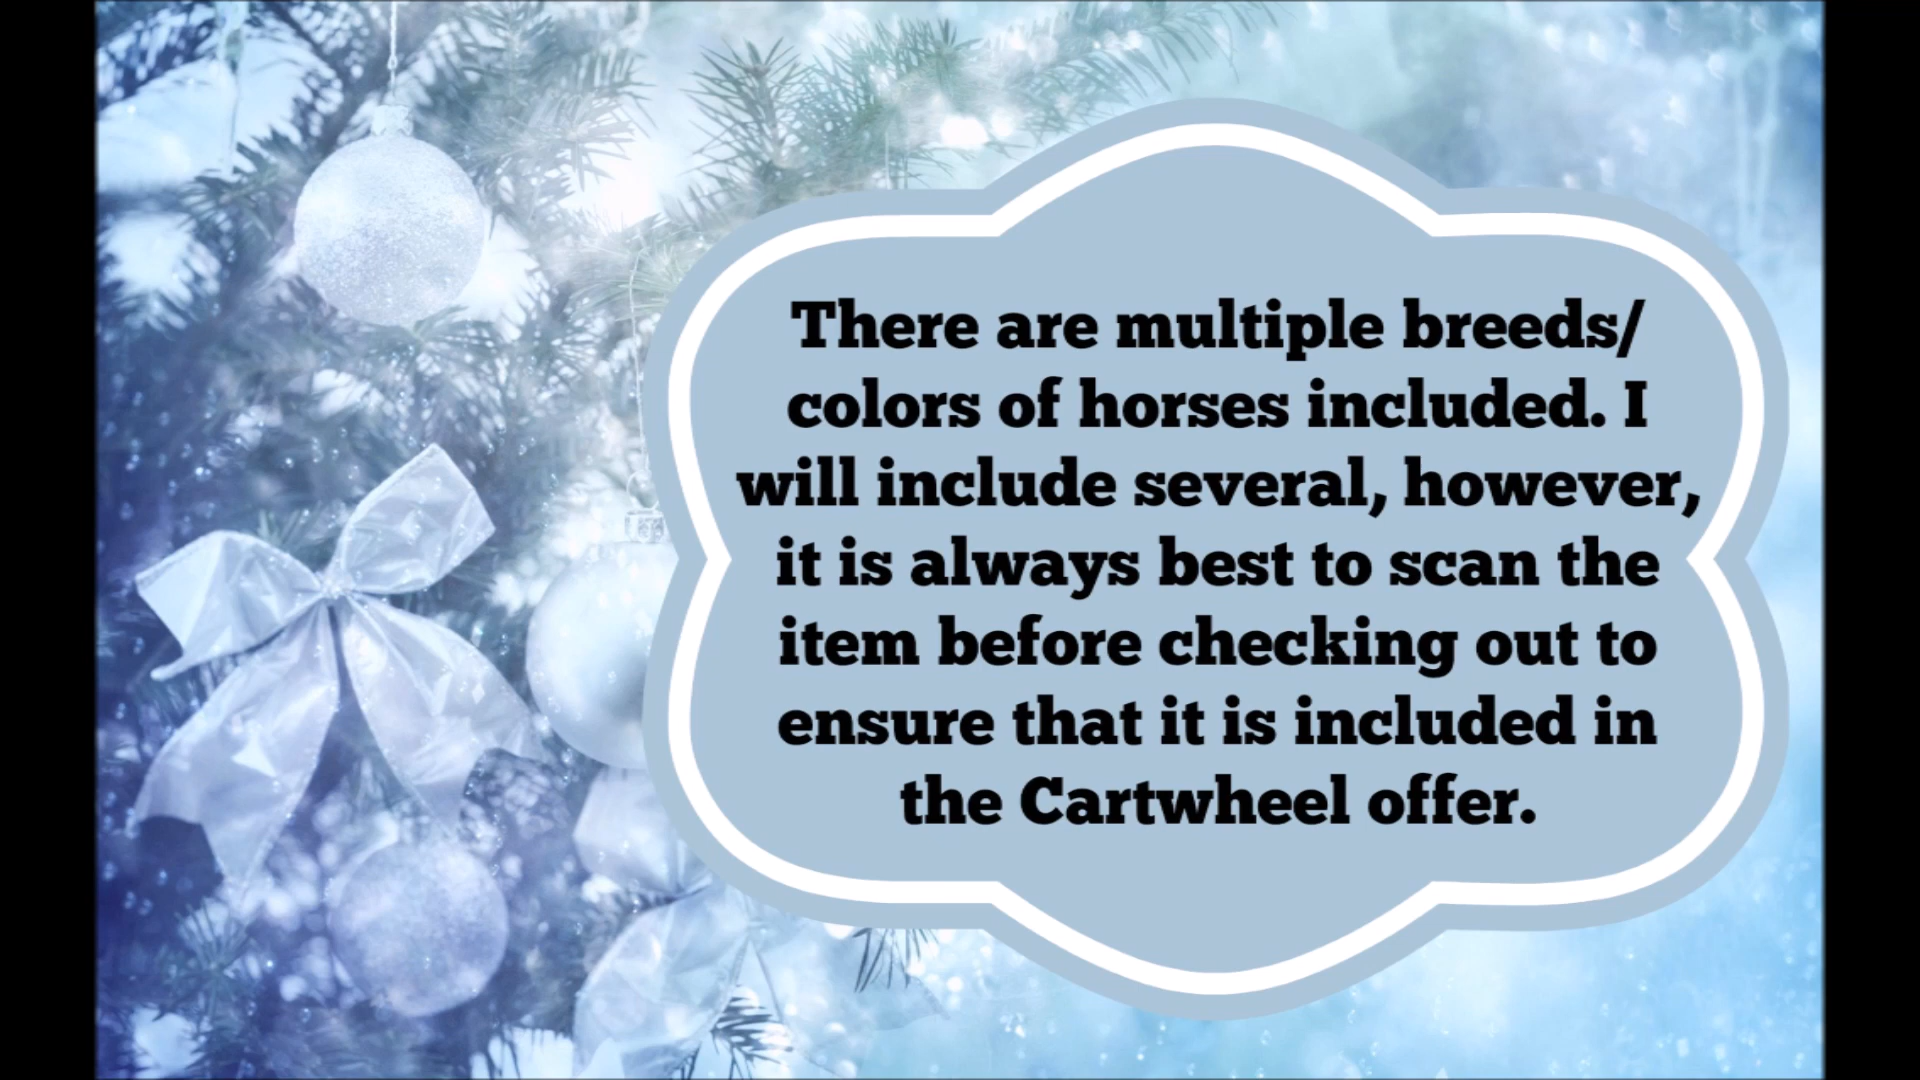 There are multiple breeds/
colors of horses included. I
will include several, however,
it is always best to scan the
item before checking out to
ensure that it is included in
the Cartwheel offer.